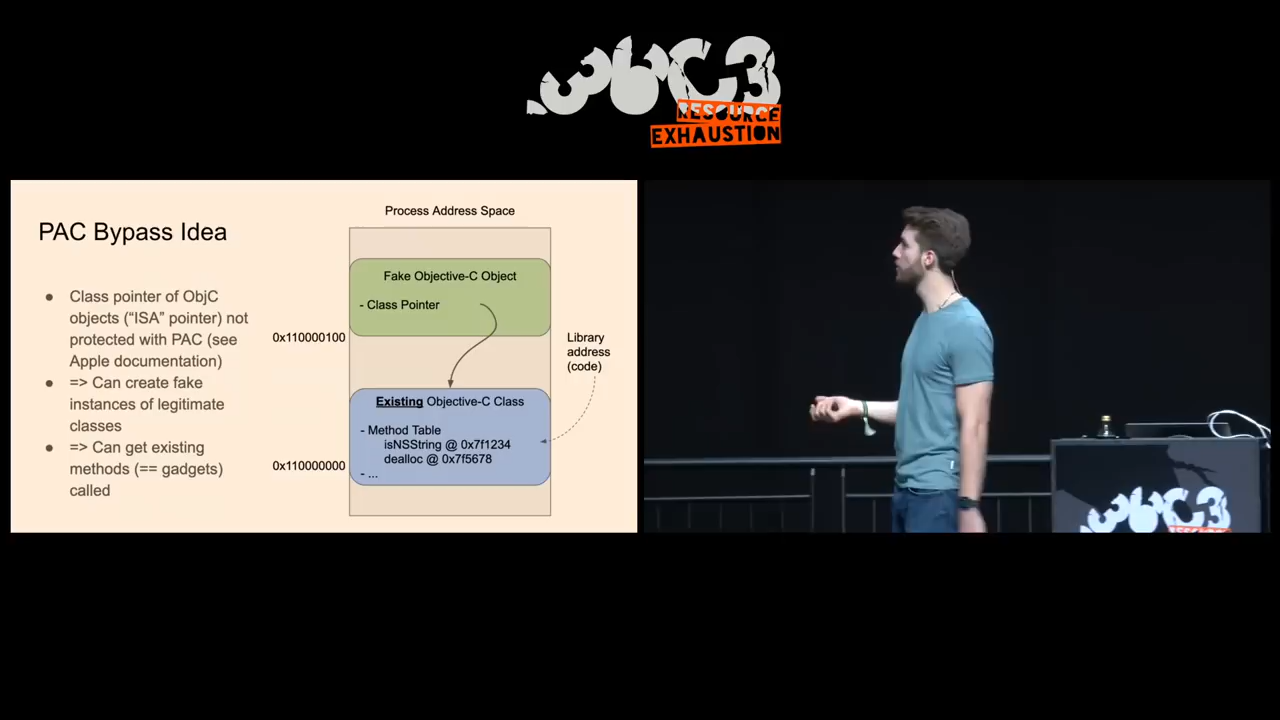 36C3
RESOURCE
EXHAUSTION
PAC Bypass Idea
● Class pointer of ObjC
objects (“ISA” pointer) not
protected with PAC (see
Apple documentation)
● => Can create fake
instances of legitimate
classes
● => Can get existing
methods (== gadgets)
called
Process Address Space
Fake Objective-C Object
- Class Pointer
0x110000100
Library
address
(code)
Existing Objective-C Class
- Method Table
isNSString @ 0x7f1234
dealloc @ 0x7f5678
- ...
0x110000000
36C3
RESOURCE